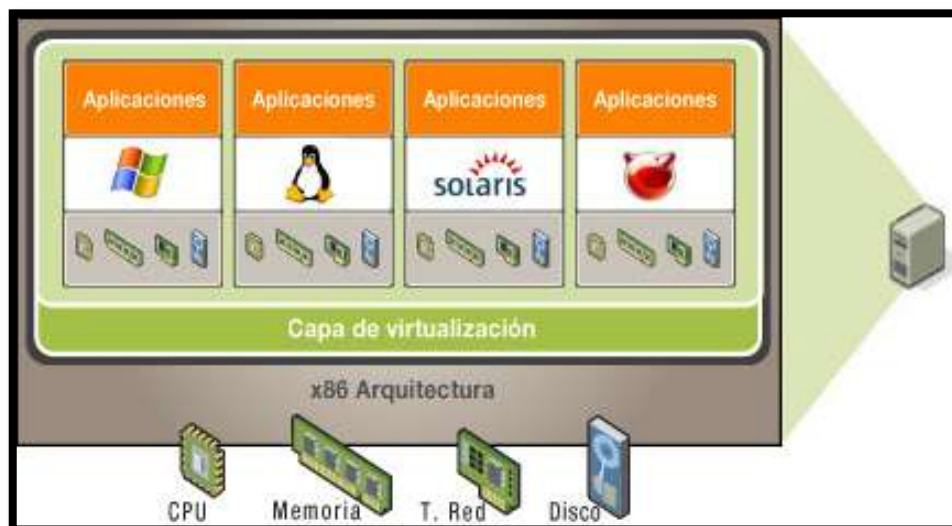 Aplicaciones Aplicaciones Aplicaciones Aplicaciones
solaris
Capa de virtualización
x86 Arquitectura
CPU Memoria T. Red Disco